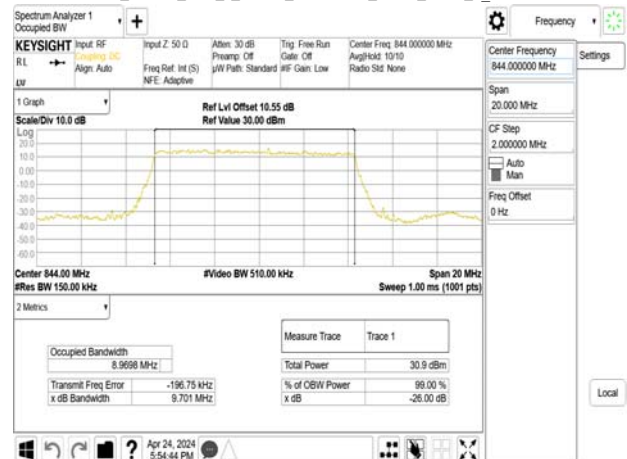 Spectrum Analyzer 1
Occupied BW
Frequency
KEYSIGHT
RL
Input: RF
Coupling: DC
Align: Auto
Input Z: 50 Ω
Freq Ref: Int (S)
NFE: Adaptive
Atten: 30 dB
Preamp: Off
µW Path: Standard
Trig: Free Run
Gate: Off
#IF Gain: Low
Center Freq: 844.000000 MHz
Avg|Hold: 10/10
Radio Std: None
Center Frequency
844.000000 MHz
Settings
Span
20.000 MHz
CF Step
2.000000 MHz
Auto
Man
Freq Offset
0 Hz
Local
1 Graph
Scale/Div 10.0 dB
Ref Lvl Offset 10.55 dB
Ref Value 30.00 dBm
Log
20.0
10.0
0.00
-10.0
-20.0
-30.0
-40.0
-50.0
-60.0
Center 844.00 MHz
#Video BW 510.00 kHz
Span 20 MHz
#Res BW 150.00 kHz
Sweep 1.00 ms (1001 pts)
2 Metrics
Measure Trace
Trace 1
Occupied Bandwidth
8.9698 MHz
Total Power
30.9 dBm
Transmit Freq Error
-196.75 kHz
% of OBW Power
99.00 %
x dB Bandwidth
9.701 MHz
x dB
-26.00 dB
Apr 24, 2024
5:54:44 PM